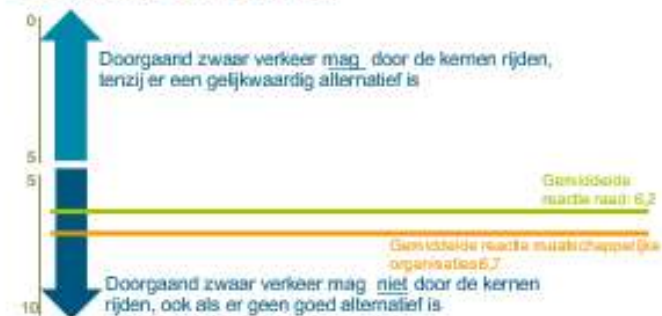 0
Doorgaand zwaar verkeer mag door de kernen rijden,
tenzij er een gelijkwaardig alternatief is
5
5
Gemiddelde
reactie raad: 6,2
Gemiddelde reactie maatschappelijke
organisaties 6,7
Doorgaand zwaar verkeer mag niet door de kernen
rijden, ook als er geen goed alternatief is
10